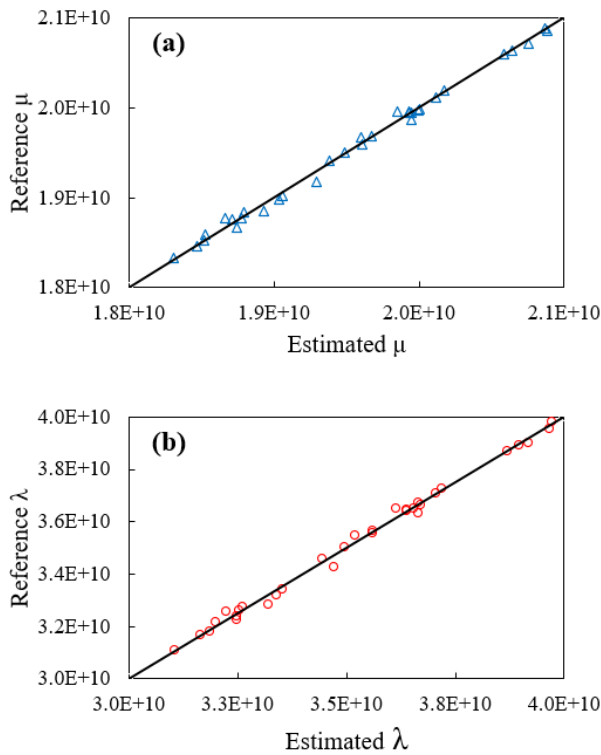 2.1E+10
(a)
2.0E+10
1.9E+10
1.8E+10
Reference μ
1.8E+10 1.9E+10 2.0E+10 2.1E+10
Estimated μ
4.0E+10
(b)
3.8E+10
3.6E+10
3.4E+10
3.2E+10
3.0E+10
Reference λ
3.0E+10 3.3E+10 3.5E+10 3.8E+10 4.0E+10
Estimated λ